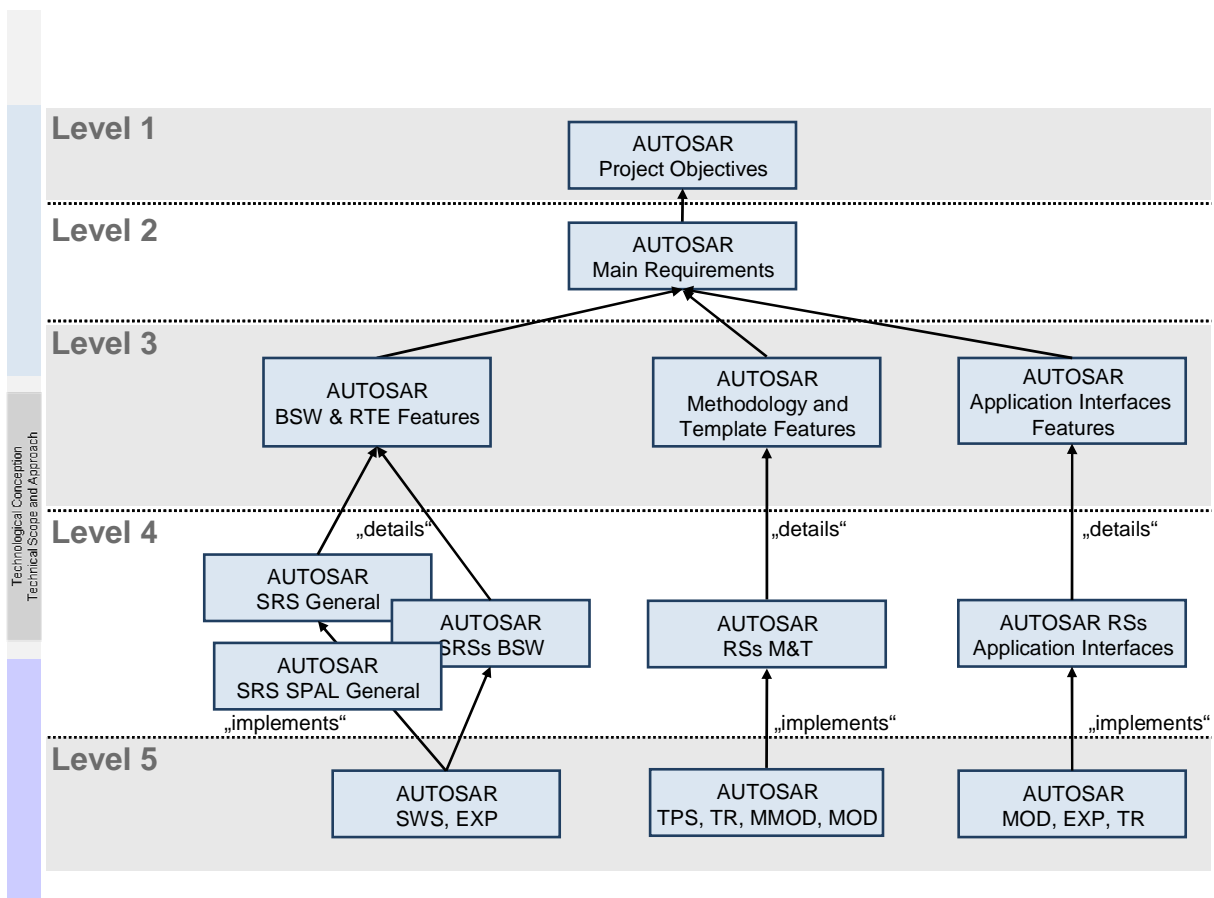 Level 1
AUTOSAR
Project Objectives
Level 2
AUTOSAR
Main Requirements
Level 3
AUTOSAR
BSW & RTE Features
AUTOSAR
Methodology and
Template Features
AUTOSAR
Application Interfaces
Features
Technological Conception
Technical Scope and Approach
Level 4
„details“
„details“
„details“
AUTOSAR
SRS General
AUTOSAR
SRSs BSW
AUTOSAR
SRS SPAL General
AUTOSAR
RSs M&T
AUTOSAR RSs
Application Interfaces
„implements“
„implements“
„implements“
Level 5
AUTOSAR
SWS, EXP
AUTOSAR
TPS, TR, MMOD, MOD
AUTOSAR
MOD, EXP, TR